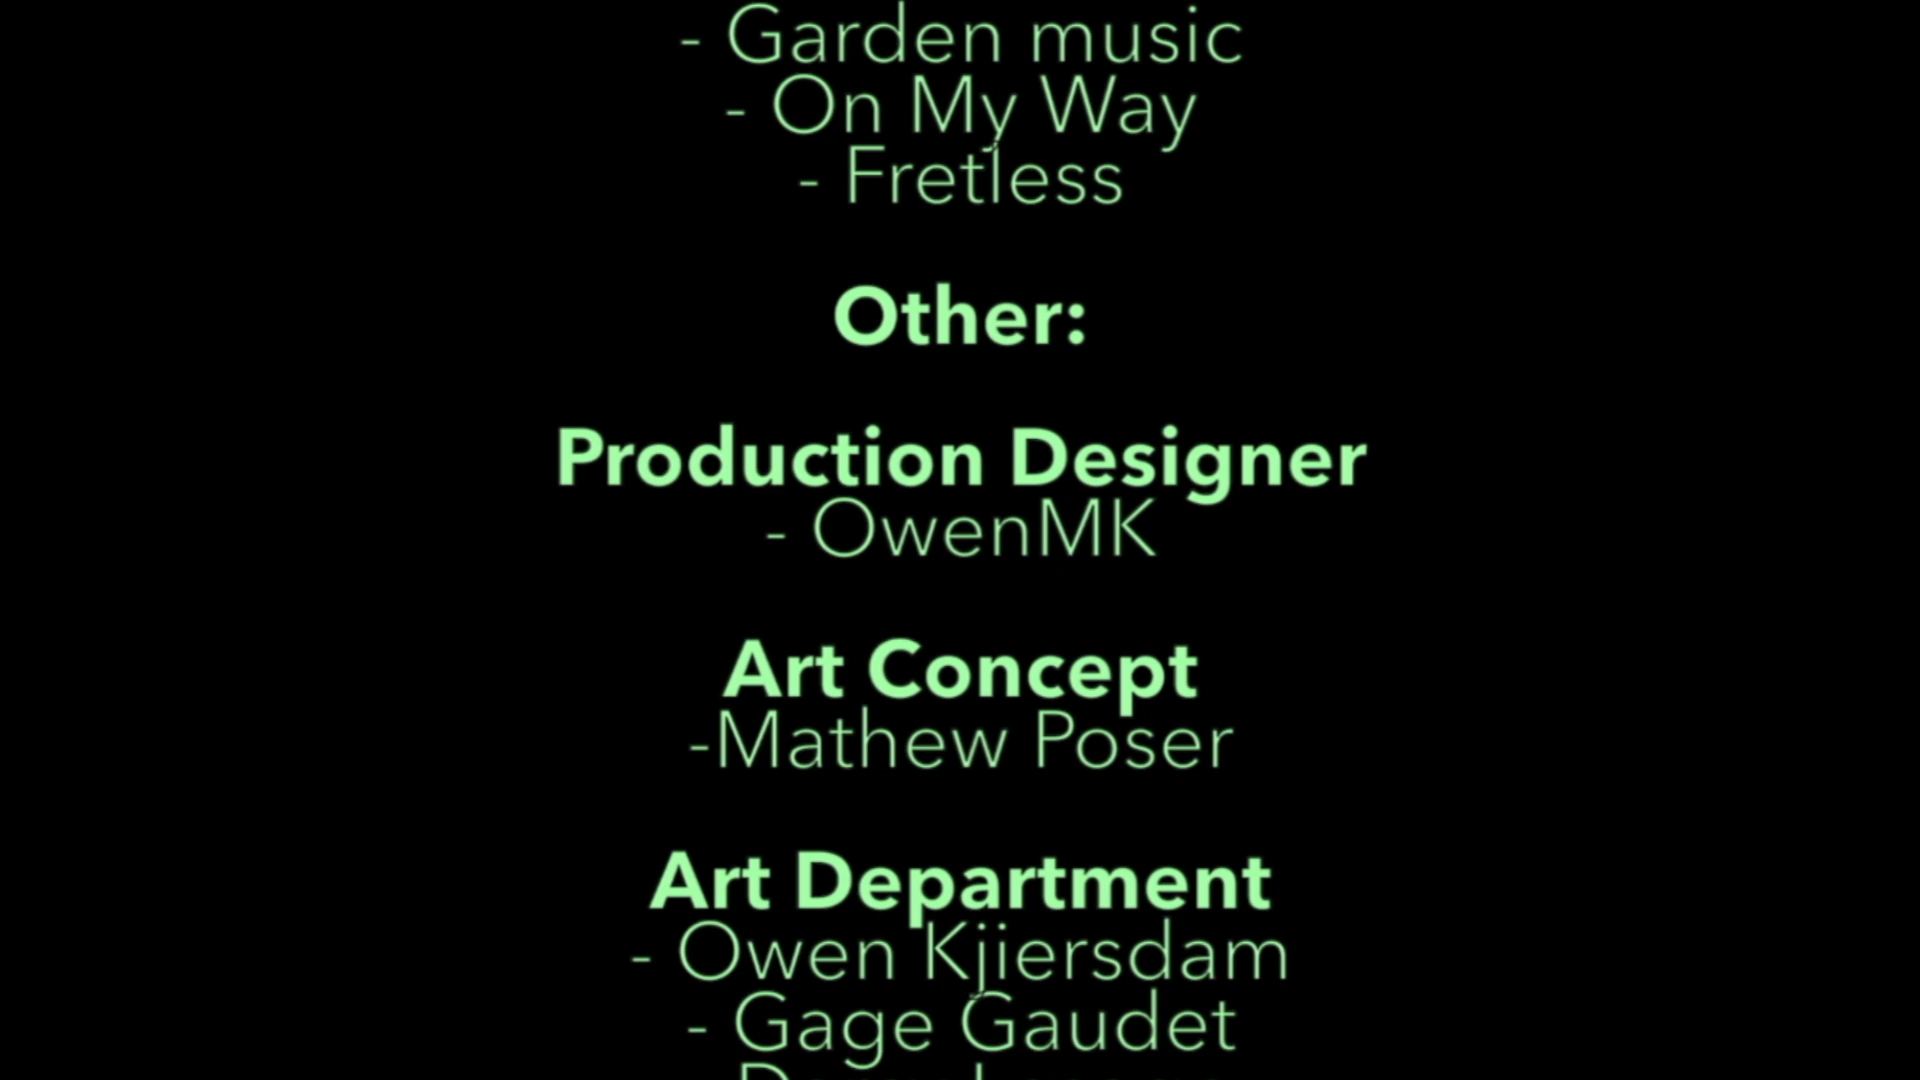 - Garden music
- On My Way
- Fretless
Other:
Production Designer
- OwenMK
Art Concept
-Mathew Poser
Art Department
- Owen Kjiersdam
- Gage Gaudet